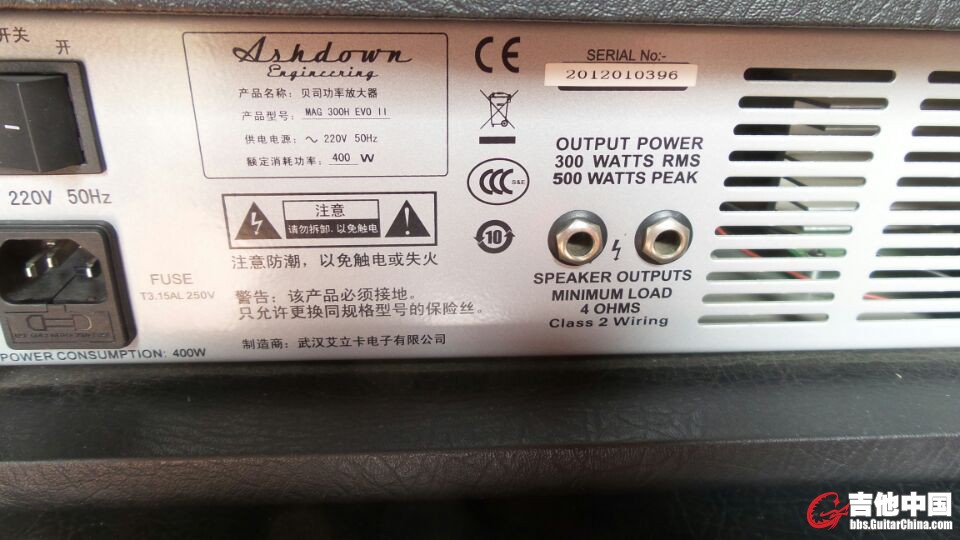 开关
开
220V 50Hz
FUSE
T3.15AL 250V
POWER CONSUMPTION: 400W
Ashdown
Engineering
产品名称: 贝司功率放大器
产品型号: MAG 300H EVO II
供电电源: ～ 220V 50Hz
额定消耗功率: 400 W
注意
请勿拆卸, 以免触电
注意防潮, 以免触电或失火
警告: 该产品必须接地。
只允许更换同规格型号的保险丝。
制造商: 武汉艾立卡电子有限公司
CE
CCC S&E
10
SERIAL No:-
2012010396
OUTPUT POWER
300 WATTS RMS
500 WATTS PEAK
SPEAKER OUTPUTS
MINIMUM LOAD
4 OHMS
Class 2 Wiring
吉他中国
bbs.GuitarChina.com